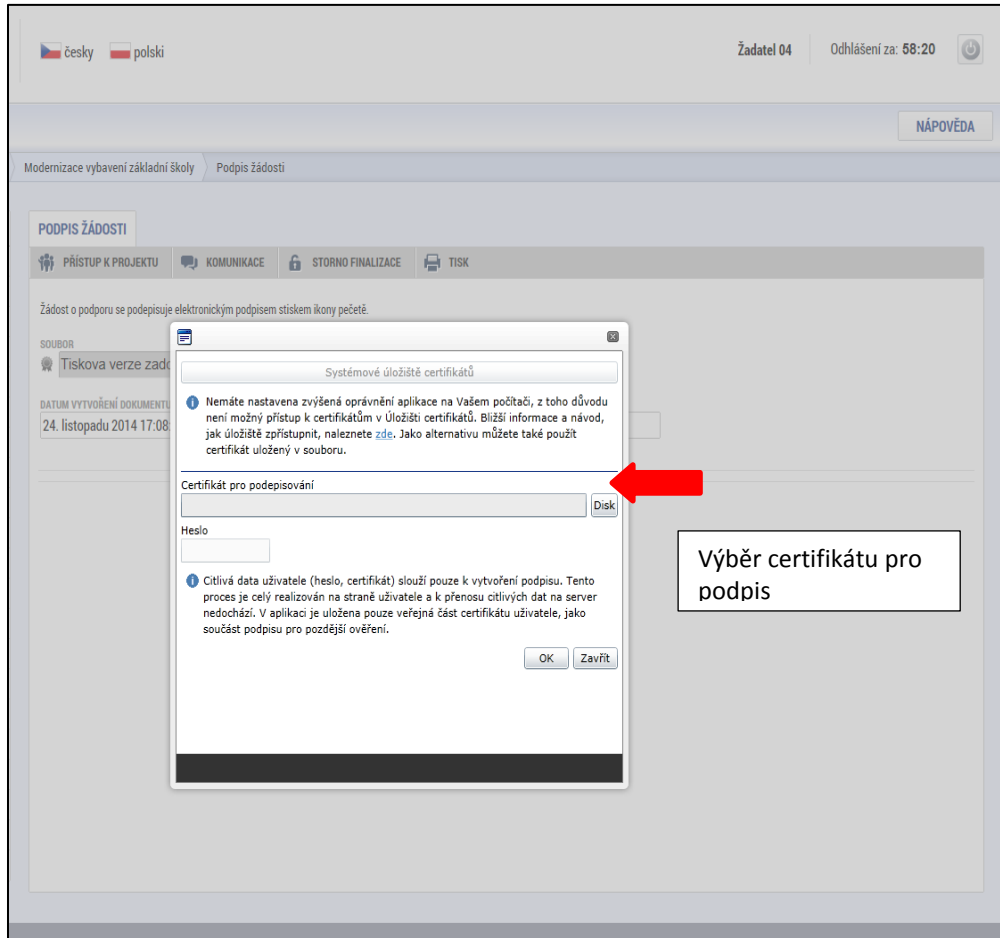 česky polski Žadatel 04 Odhlášení za: 58:20
NÁPOVĚDA
Modernizace vybavení základní školy Podpis žádosti
PODPIS ŽÁDOSTI
PŘÍSTUP K PROJEKTU KOMUNIKACE STORNO FINALIZACE TISK
Žádost o podporu se podepisuje elektronickým podpisem stiskem ikony pečetě.
SOUBOR
Tiskova verze zado
DATUM VYTVOŘENÍ DOKUMENTU
24. listopadu 2014 17:08:
Systémové úložiště certifikátů
Nemáte nastavena zvýšená oprávnění aplikace na Vašem počítači, z toho důvodu
není možný přístup k certifikátům v Úložišti certifikátů. Bližší informace a návod,
jak úložiště zpřístupnit, naleznete zde. Jako alternativu můžete také použít
certifikát uložený v souboru.
Certifikát pro podepisování
Disk
Heslo
Citlivá data uživatele (heslo, certifikát) slouží pouze k vytvoření podpisu. Tento
proces je celý realizován na straně uživatele a k přenosu citlivých dat na server
nedochází. V aplikaci je uložena pouze veřejná část certifikátu uživatele, jako
součást podpisu pro pozdější ověření.
OK Zavřít
Výběr certifikátu pro
podpis